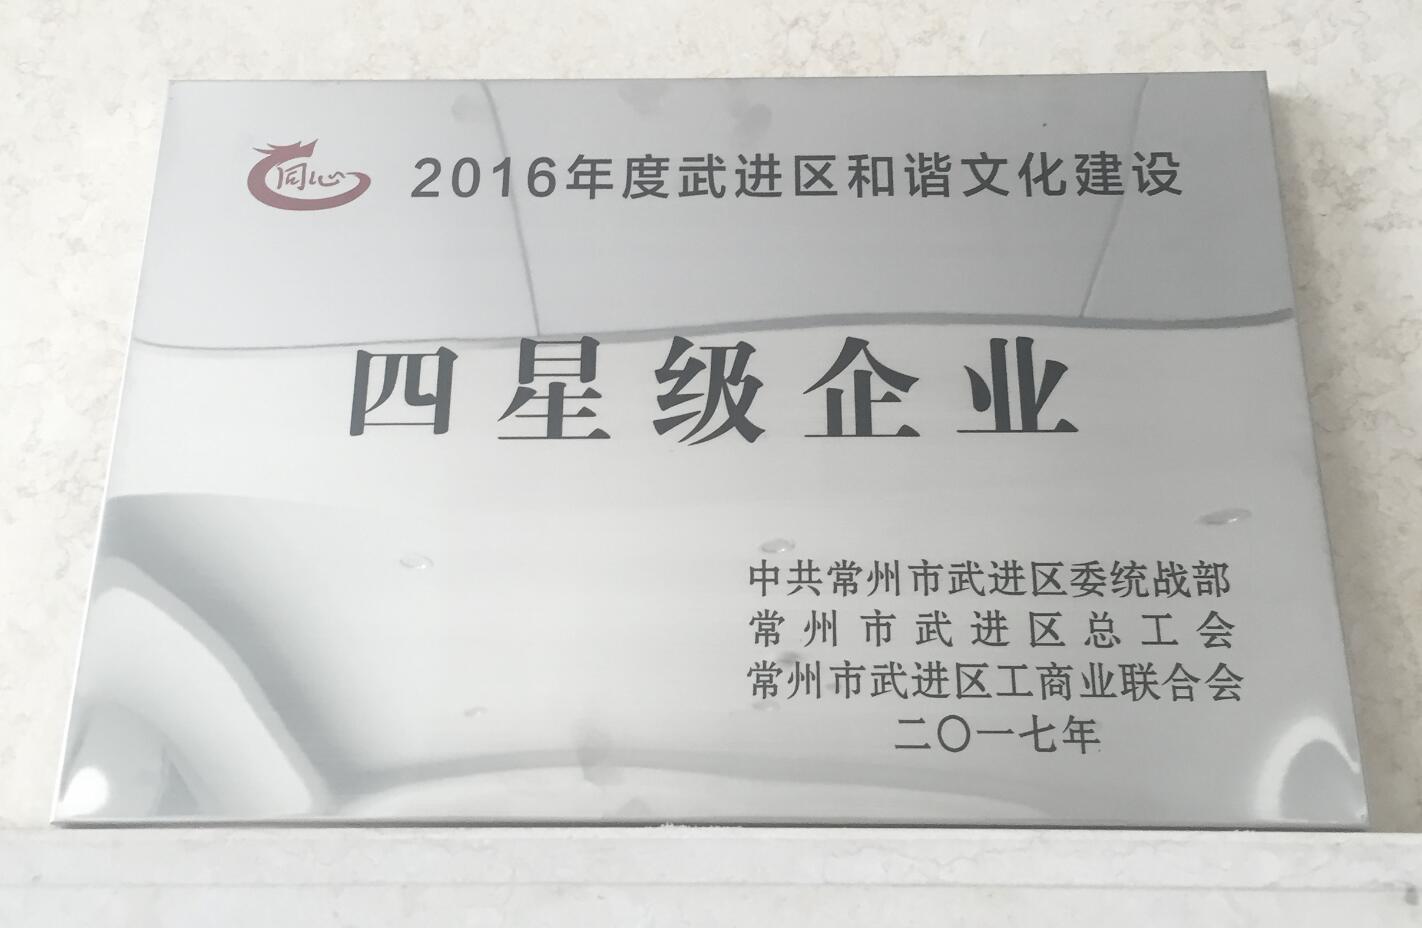 同心 2016年度武进区和谐文化建设
四星级企业
中共常州市武进区委统战部
常州市武进区总工会
常州市武进区工商业联合会
二〇一七年